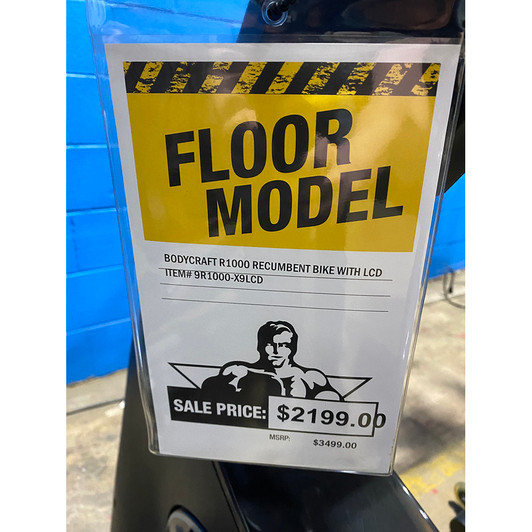 FLOOR
MODEL
BODYCRAFT R1000 RECUMBENT BIKE WITH LCD
ITEM# 9R1000-X9LCD
SALE PRICE: $2199.00
MSRP: $3499.00